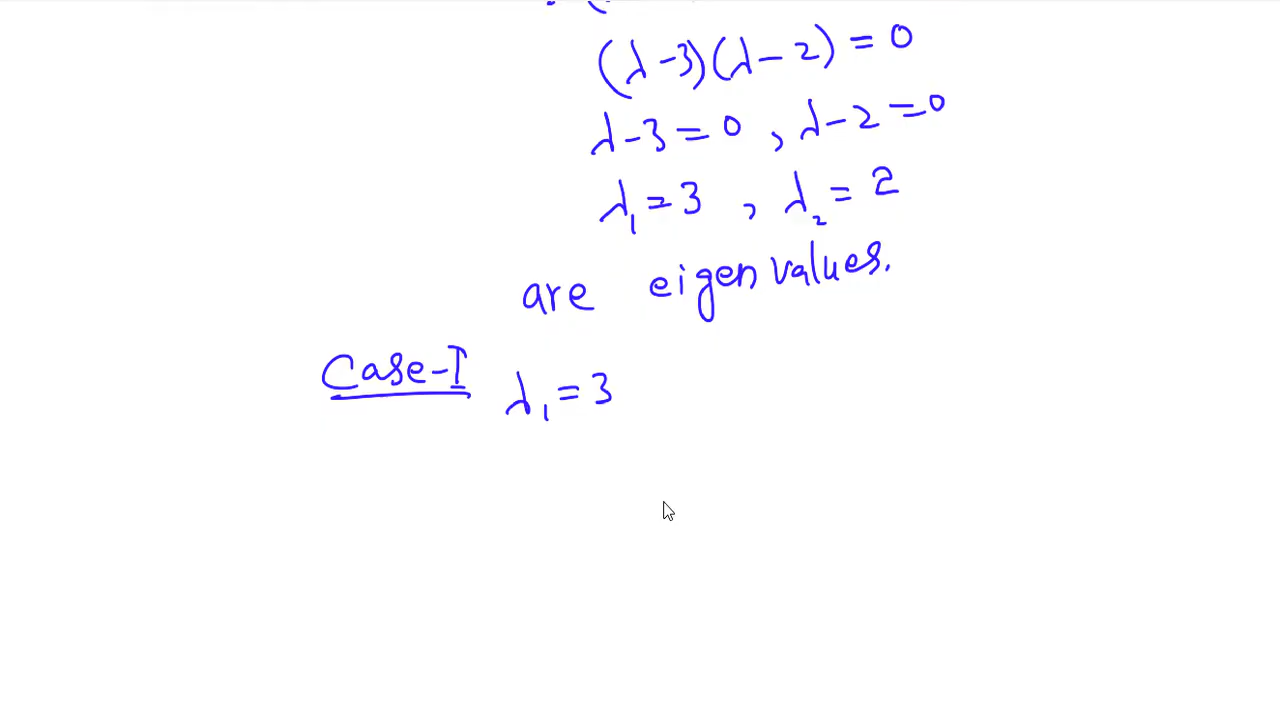 (λ-3)(λ-2) = 0
λ-3=0 , λ-2=0
λ₁=3 , λ₂=2
are eigen values.
Case-I λ₁=3